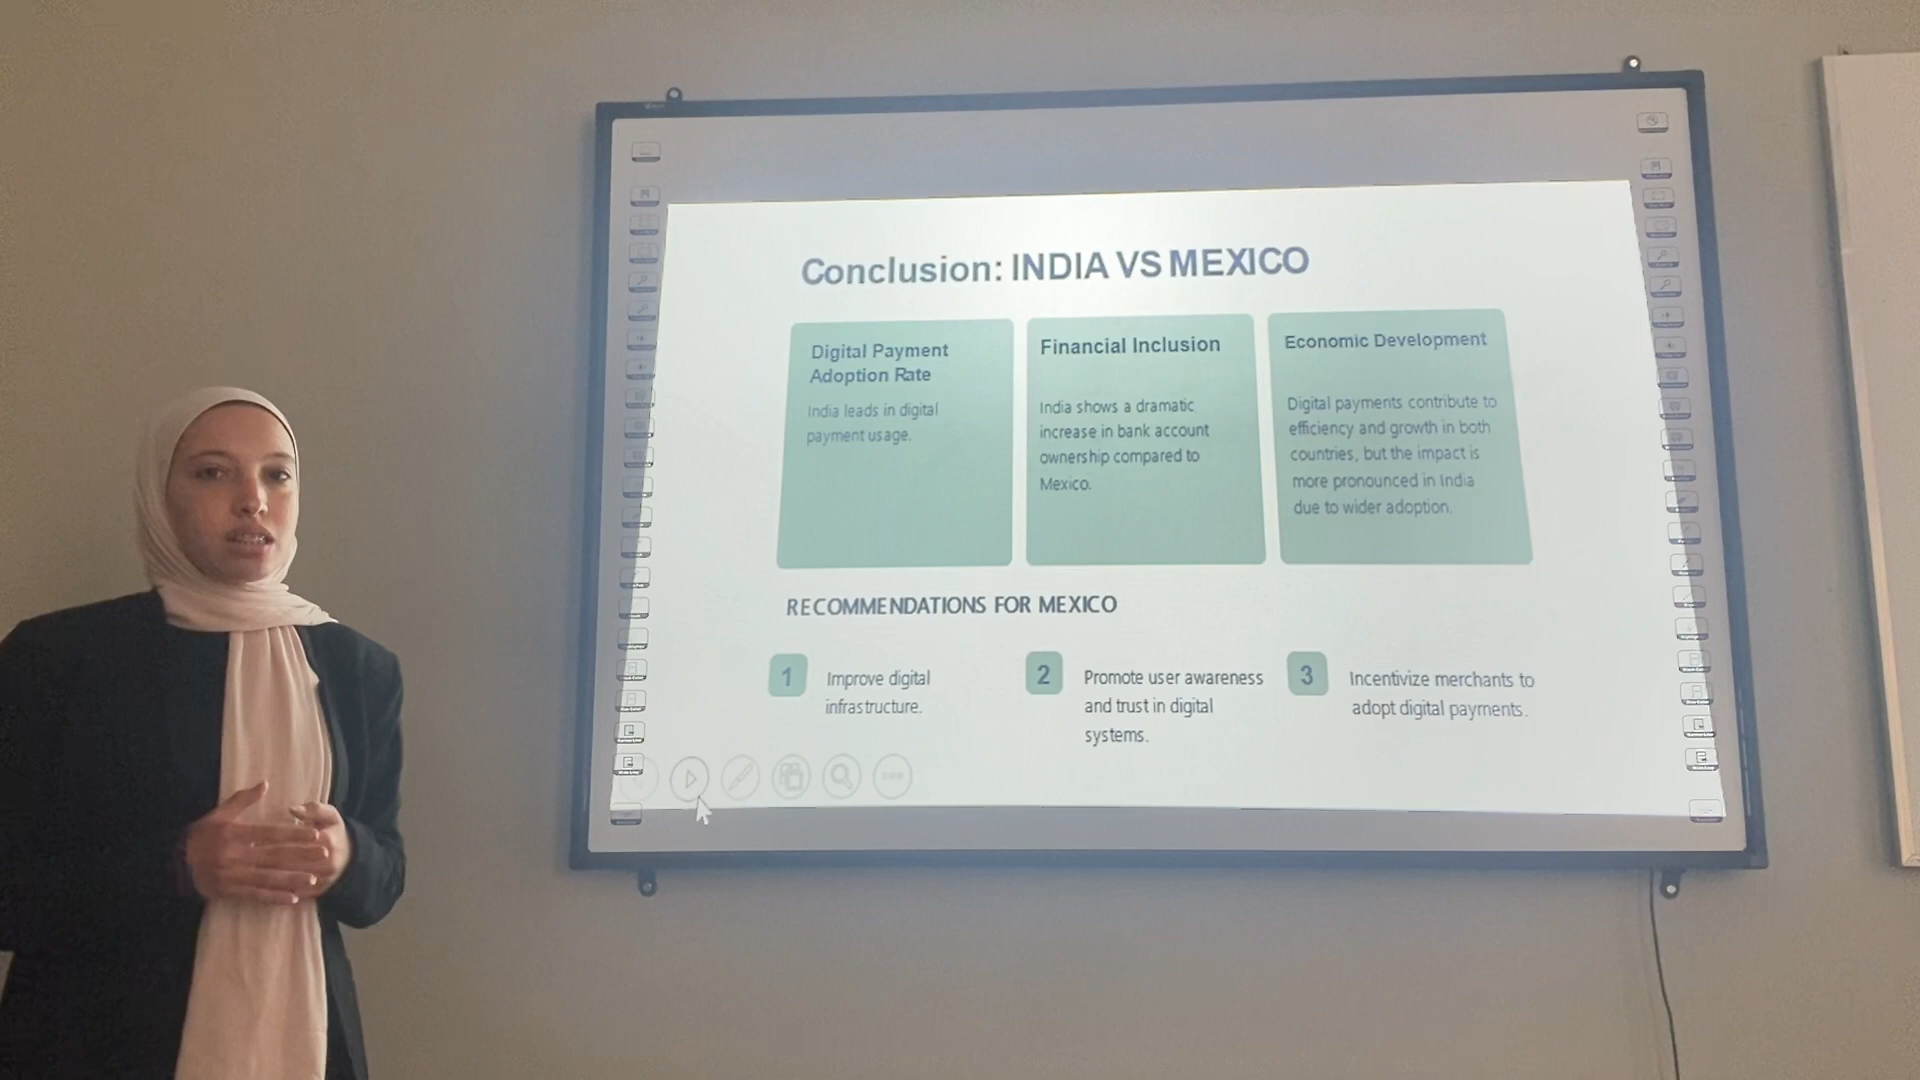 Conclusion: INDIA VS MEXICO
Digital Payment
Adoption Rate
India leads in digital
payment usage.
Financial Inclusion
India shows a dramatic
increase in bank account
ownership compared to
Mexico.
Economic Development
Digital payments contribute to
efficiency and growth in both
countries, but the impact is
more pronounced in India
due to wider adoption.
RECOMMENDATIONS FOR MEXICO
1
Improve digital
infrastructure.
2
Promote user awareness
and trust in digital
systems.
3
Incentivize merchants to
adopt digital payments.